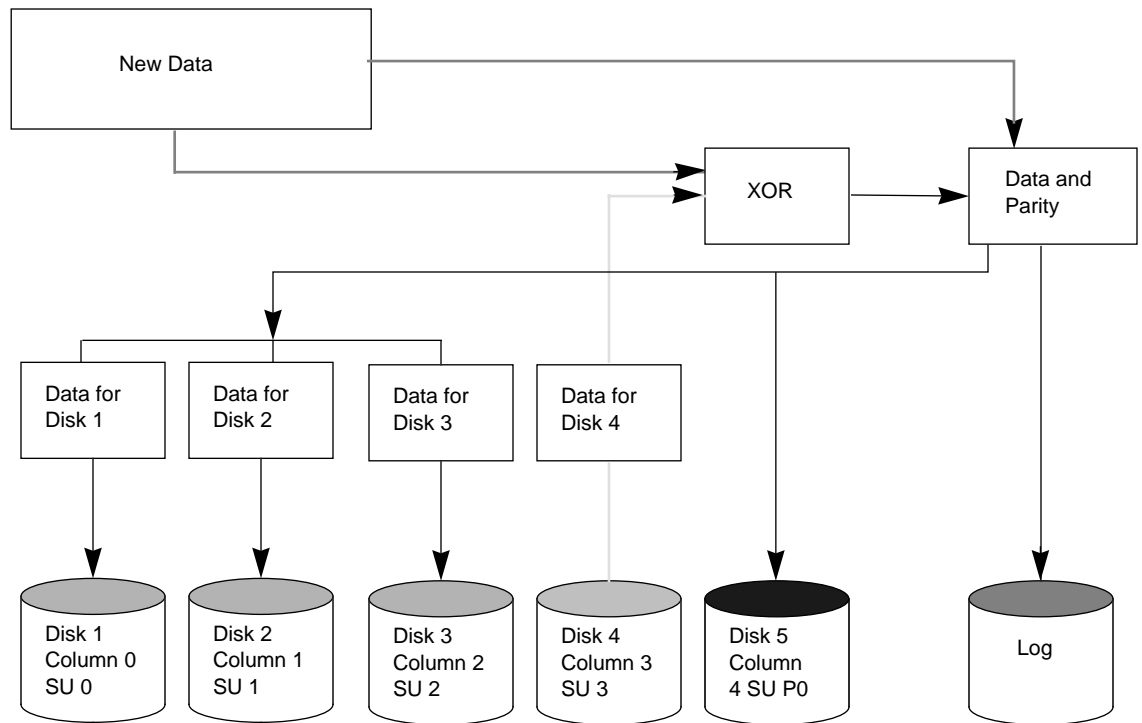 New Data
XOR
Data and
Parity
Data for
Disk 1
Data for
Disk 2
Data for
Disk 3
Data for
Disk 4
Disk 1
Column 0
SU 0
Disk 2
Column 1
SU 1
Disk 3
Column 2
SU 2
Disk 4
Column 3
SU 3
Disk 5
Column
4 SU P0
Log